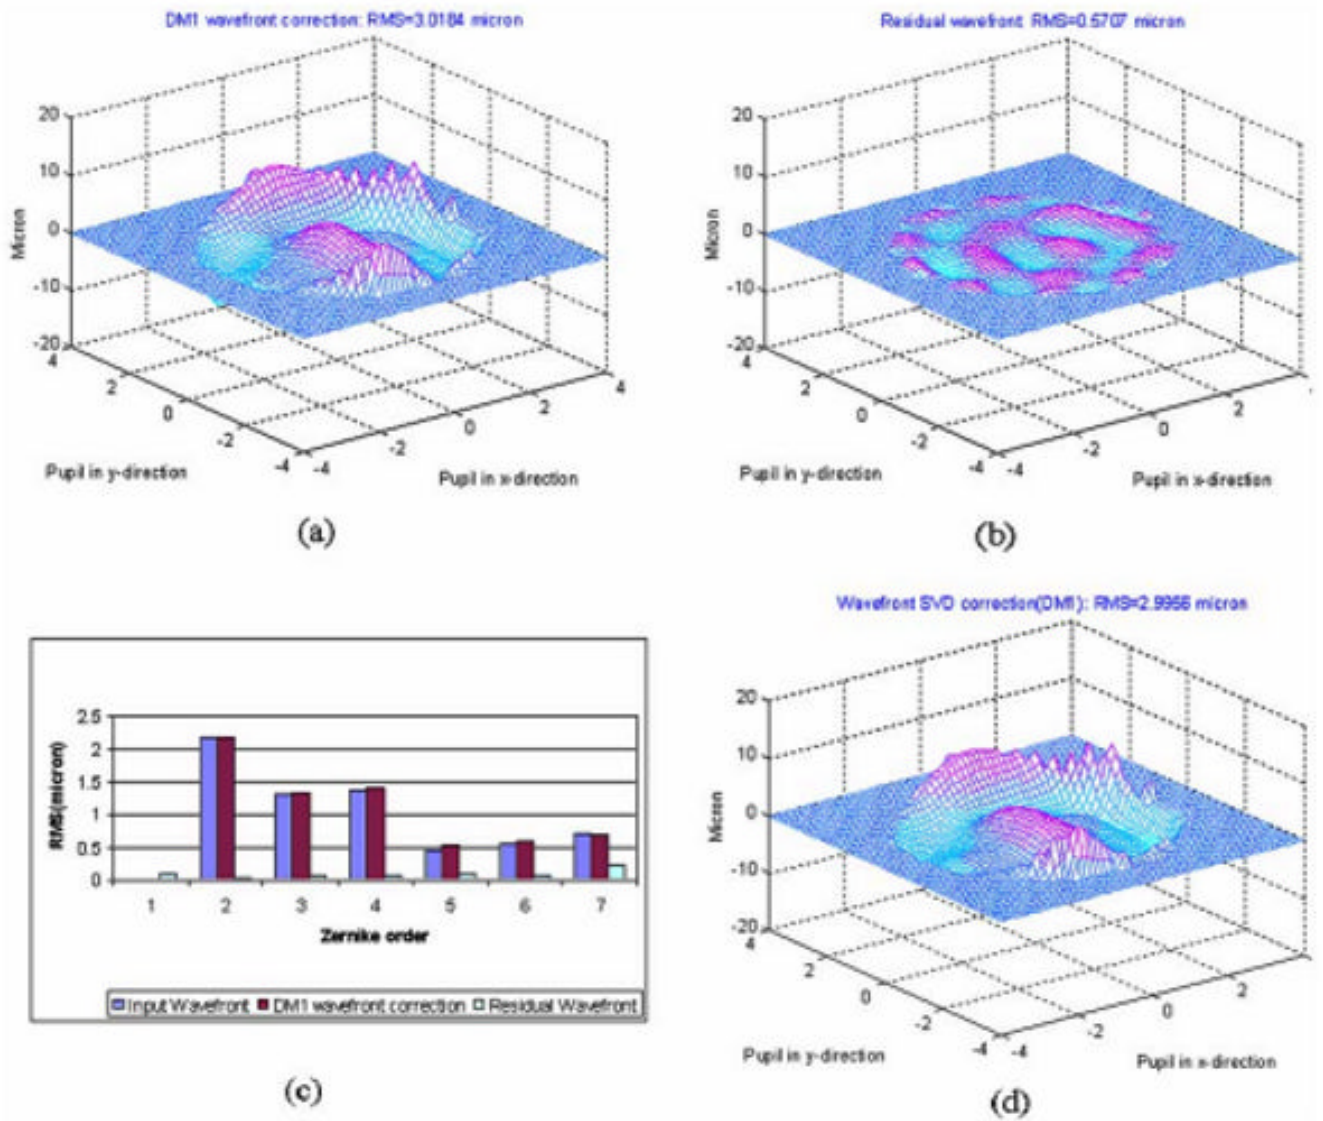 DM1 wavefront correction: RMS=3.0184 micron
20
10
0
-10
-20
Micron
4
2
0
-2
-4
Pupil in y-direction
-4
-2
0
2
4
Pupil in x-direction
(a)
Residual wavefront: RMS=0.5707 micron
20
10
0
-10
-20
Micron
4
2
0
-2
-4
Pupil in y-direction
-4
-2
0
2
Pupil in x-direction
(b)
2.5
2
1.5
1
0.5
0
RMS(micron)
1 2 3 4 5 6 7
Zernike order
Input Wavefront DM1 wavefront correction Residual Wavefront
(c)
Wavefront SVD correction(DM1): RMS=2.9956 micron
20
10
0
-10
-20
Micron
4
2
0
-2
-4
Pupil in y-direction
-4
-2
0
2
Pupil in x-direction
(d)